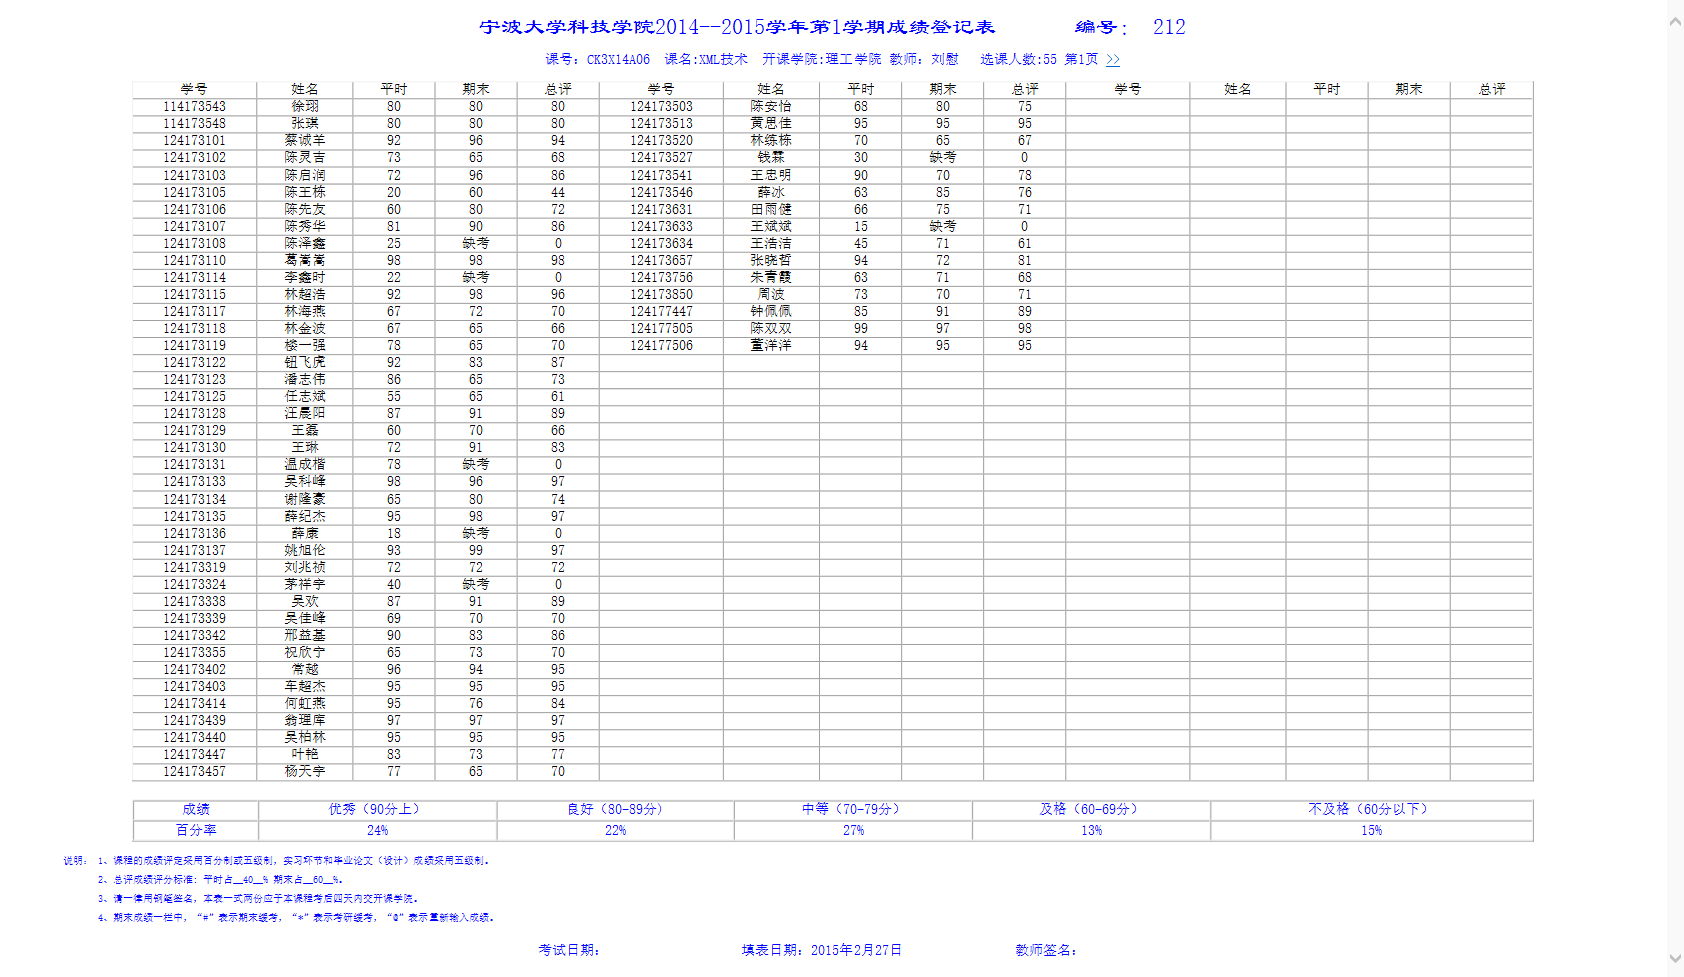 宁波大学科技学院2014--2015学年第1学期成绩登记表 编号: 212
课号: CK3X14A06 课名:XML技术 开课学院:理工学院 教师: 刘慰 选课人数:55 第1页 >>
学号 姓名 平时 期末 总评 学号 姓名 平时 期末 总评 学号 姓名 平时 期末 总评
114173543 徐翙 80 80 80 124173503 陈安怡 68 80 75
114173548 张琪 80 80 80 124173513 黄思佳 95 95 95
124173101 蔡诚羊 92 96 94 124173520 林练栋 70 65 67
124173102 陈灵吉 73 65 68 124173527 钱霖 30 缺考 0
124173103 陈启润 72 96 86 124173541 王忠明 90 70 78
124173105 陈王栋 20 60 44 124173546 薛冰 63 85 76
124173106 陈先友 60 80 72 124173631 田雨健 66 75 71
124173107 陈秀华 81 90 86 124173633 王斌斌 15 缺考 0
124173108 陈泽鑫 25 缺考 0 124173634 王浩洁 45 71 61
124173110 葛嵩嵩 98 98 98 124173657 张晓哲 94 72 81
124173114 李鑫时 22 缺考 0 124173756 朱青霞 63 71 68
124173115 林超浩 92 98 96 124173850 周波 73 70 71
124173117 林海燕 67 72 70 124177447 钟佩佩 85 91 89
124173118 林金波 67 65 66 124177505 陈双双 99 97 98
124173119 楼一强 78 65 70 124177506 董洋洋 94 95 95
124173122 钮飞虎 92 83 87
124173123 潘志伟 86 65 73
124173125 任志斌 55 65 61
124173128 汪晨阳 87 91 89
124173129 王磊 60 70 66
124173130 王琳 72 91 83
124173131 温成楷 78 缺考 0
124173133 吴科峰 98 96 97
124173134 谢隆豪 65 80 74
124173135 薛纪杰 95 98 97
124173136 薛康 18 缺考 0
124173137 姚旭伦 93 99 97
124173319 刘兆祯 72 72 72
124173324 茅祥宇 40 缺考 0
124173338 吴欢 87 91 89
124173339 吴佳峰 69 70 70
124173342 邢益基 90 83 86
124173355 祝欣宁 65 73 70
124173402 常越 96 94 95
124173403 车超杰 95 95 95
124173414 何虹燕 95 76 84
124173439 翁理库 97 97 97
124173440 吴柏林 95 95 95
124173447 叶艳 83 73 77
124173457 杨天宇 77 65 70
成绩 优秀（90分上） 良好（80-89分） 中等（70-79分） 及格（60-69分） 不及格（60分以下）
百分率 24% 22% 27% 13% 15%
说明: 1、课程的成绩评定采用百分制或五级制，实习环节和毕业论文（设计）成绩采用五级制。
2、总评成绩评分标准: 平时占__40__% 期末占__60__%。
3、请一律用钢笔签名，本表一式两份应于本课程考后四天内交开课学院。
4、期末成绩一栏中，“#”表示期末缓考，“*”表示考研缓考，“@”表示重新输入成绩。
考试日期: 填表日期: 2015年2月27日 教师签名: